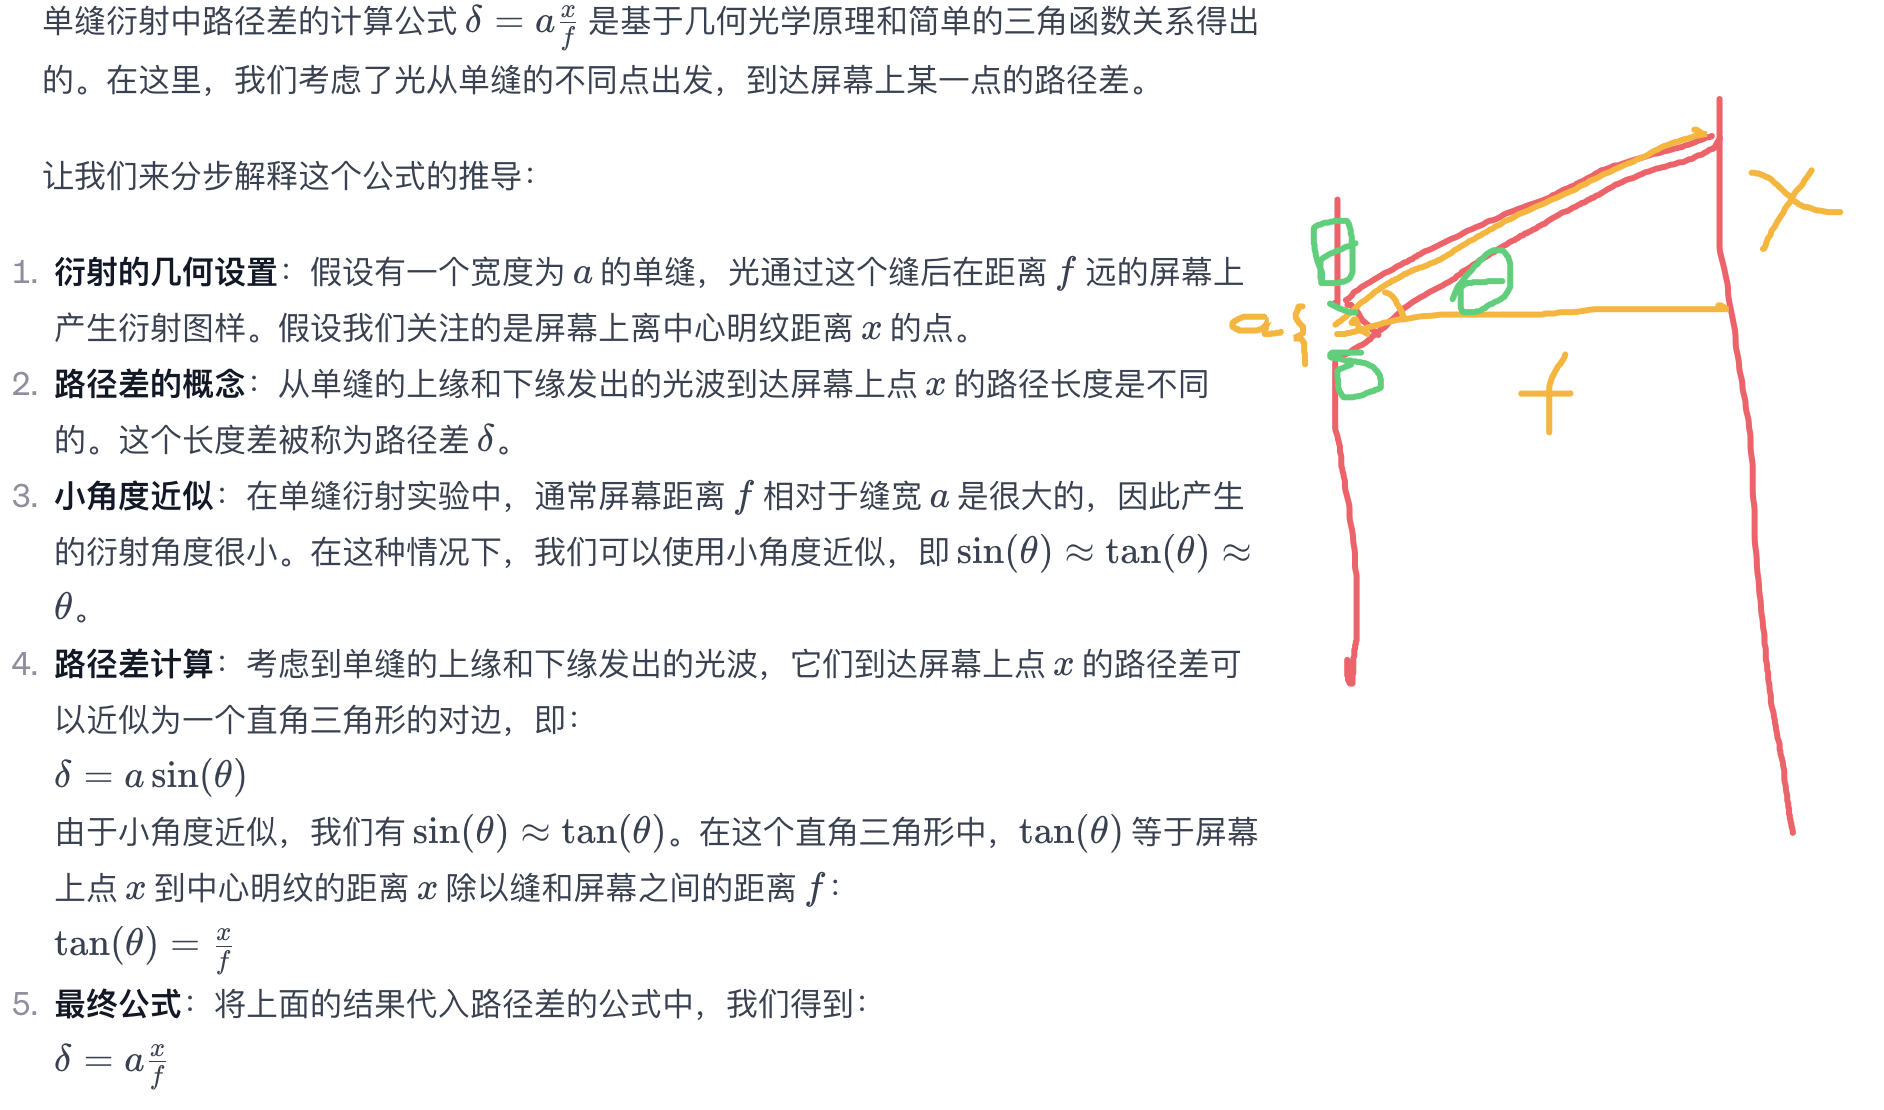 单缝衍射中路径差的计算公式 δ = a x/f 是基于几何光学原理和简单的三角函数关系得出
的。在这里，我们考虑了光从单缝的不同点出发，到达屏幕上某一点的路径差。
让我们来分步解释这个公式的推导：
1. 衍射的几何设置：假设有一个宽度为 a 的单缝，光通过这个缝后在距离 f 远的屏幕上
产生衍射图样。假设我们关注的是屏幕上离中心明纹距离 x 的点。
2. 路径差的概念：从单缝的上缘和下缘发出的光波到达屏幕上点 x 的路径长度是不同
的。这个长度差被称为路径差 δ。
3. 小角度近似：在单缝衍射实验中，通常屏幕距离 f 相对于缝宽 a 是很大的，因此产生
的衍射角度很小。在这种情况下，我们可以使用小角度近似，即 sin(θ) ≈ tan(θ) ≈
θ。
4. 路径差计算：考虑到单缝的上缘和下缘发出的光波，它们到达屏幕上点 x 的路径差可
以近似为一个直角三角形的对边，即：
δ = a sin(θ)
由于小角度近似，我们有 sin(θ) ≈ tan(θ)。在这个直角三角形中，tan(θ) 等于屏幕
上点 x 到中心明纹的距离 x 除以缝和屏幕之间的距离 f：
tan(θ) = x/f
5. 最终公式：将上面的结果代入路径差的公式中，我们得到：
δ = a x/f
x
θ
a{
f